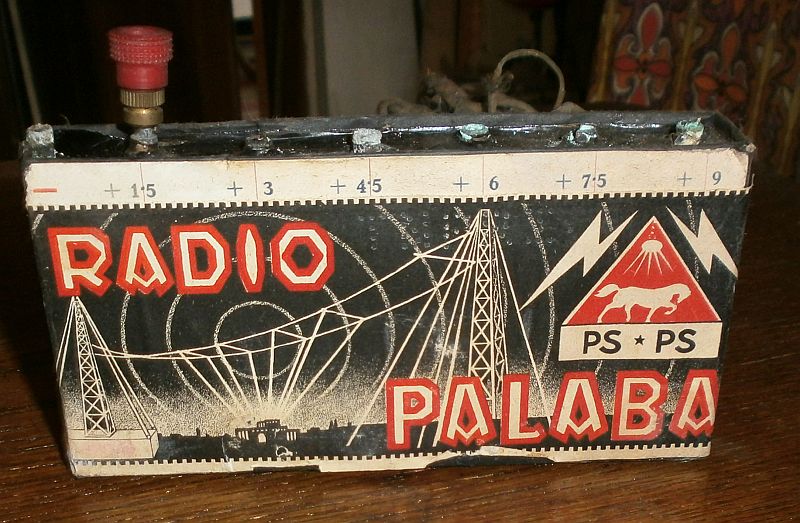 − + 1·5 + 3 + 4·5 + 6 + 7·5 + 9
RADIO
PS ★ PS
PALABA